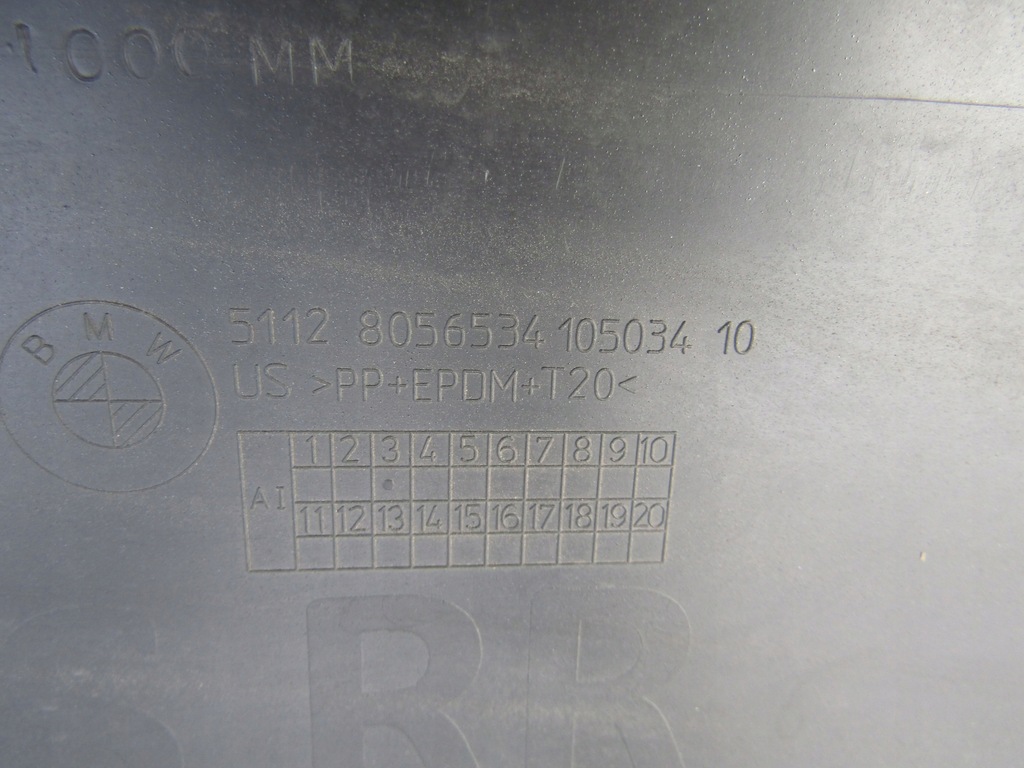 1000 MM
BMW
5112 8056534 105034 10
US >PP+EPDM+T20<
1 2 3 4 5 6 7 8 9 10
AI
11 12 13 14 15 16 17 18 19 20